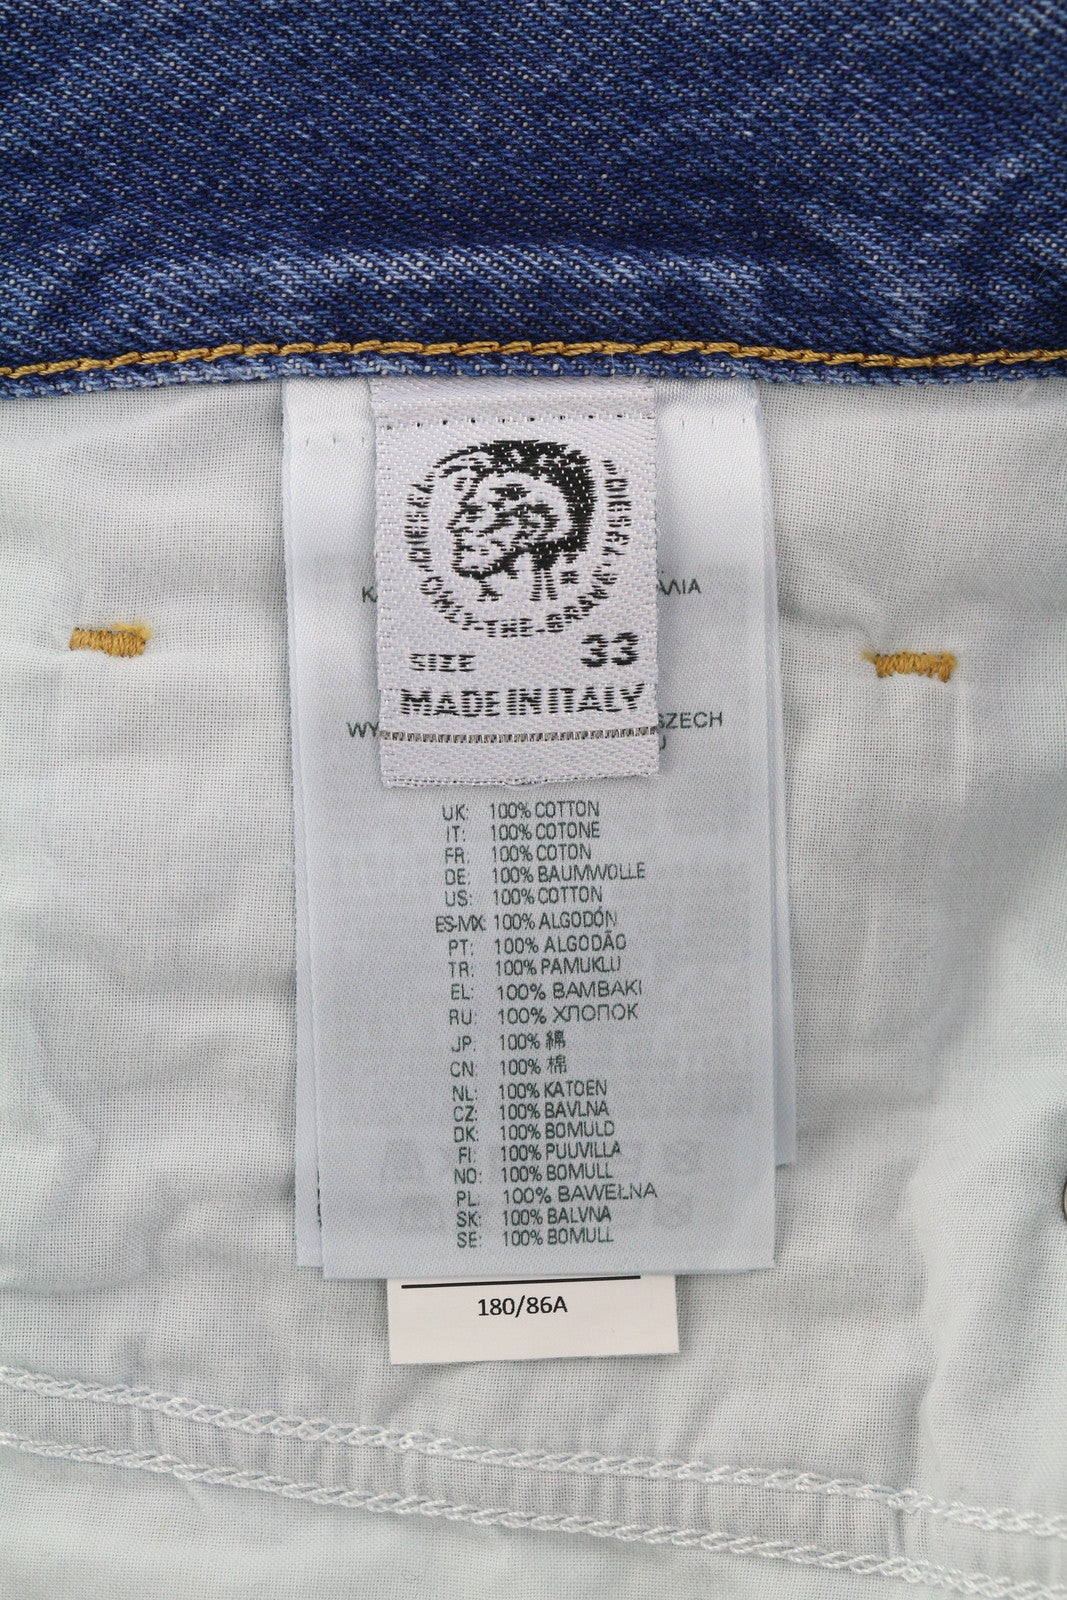 DIESEL DIESEL
ONLY-THE-BRAVE
SIZE 33
MADE IN ITALY
WY
SZECH
UK: 100% COTTON
IT: 100% COTONE
FR: 100% COTON
DE: 100% BAUMWOLLE
US: 100% COTTON
ES-MX: 100% ALGODÓN
PT: 100% ALGODÃO
TR: 100% PAMUKLU
EL: 100% BAMBAKI
RU: 100% ХЛОПОК
JP: 100% 綿
CN: 100% 棉
NL: 100% KATOEN
CZ: 100% BAVLNA
DK: 100% BOMULD
FI: 100% PUUVILLA
NO: 100% BOMULL
PL: 100% BAWEŁNA
SK: 100% BALVNA
SE: 100% BOMULL
180/86A